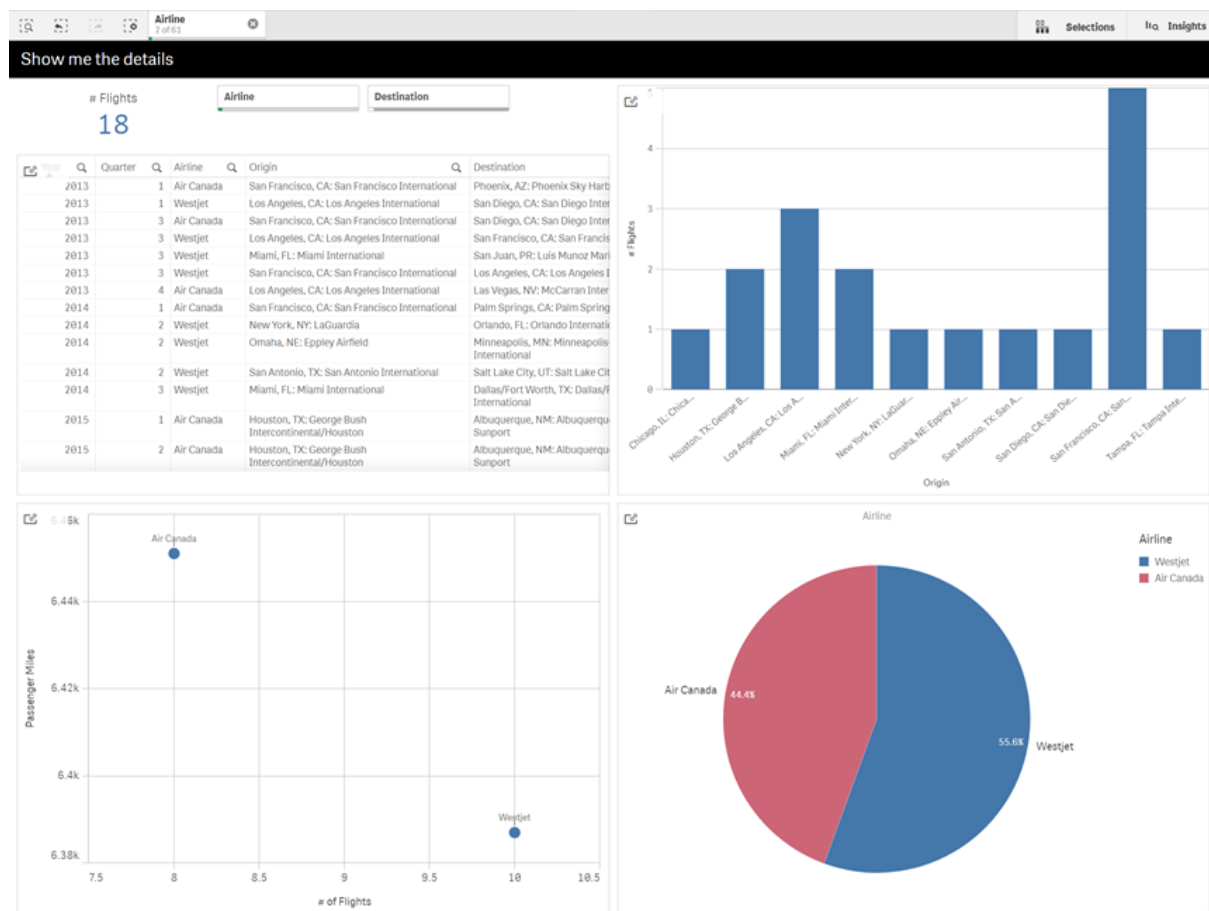 Airline
2 of 61
Selections
Insights
Show me the details
# Flights
18
Airline
Destination
Year Quarter Airline Origin Destination
2013 1 Air Canada San Francisco, CA: San Francisco International Phoenix, AZ: Phoenix Sky Harb
2013 1 Westjet Los Angeles, CA: Los Angeles International San Diego, CA: San Diego Inter
2013 3 Air Canada San Francisco, CA: San Francisco International San Diego, CA: San Diego Inter
2013 3 Westjet Los Angeles, CA: Los Angeles International San Francisco, CA: San Francis
2013 3 Westjet Miami, FL: Miami International San Juan, PR: Luis Munoz Mari
2013 3 Westjet San Francisco, CA: San Francisco International Los Angeles, CA: Los Angeles I
2013 4 Air Canada Los Angeles, CA: Los Angeles International Las Vegas, NV: McCarran Inter
2014 1 Air Canada San Francisco, CA: San Francisco International Palm Springs, CA: Palm Spring
2014 2 Westjet New York, NY: LaGuardia Orlando, FL: Orlando Internati
2014 2 Westjet Omaha, NE: Eppley Airfield Minneapolis, MN: Minneapolis-
International
2014 2 Westjet San Antonio, TX: San Antonio International Salt Lake City, UT: Salt Lake Cit
2014 3 Westjet Miami, FL: Miami International Dallas/Fort Worth, TX: Dallas/F
International
2015 1 Air Canada Houston, TX: George Bush Albuquerque, NM: Albuquerqu
Intercontinental/Houston Sunport
2015 2 Air Canada Houston, TX: George Bush Albuquerque, NM: Albuquerqu
Intercontinental/Houston Sunport
5
4
3
2
1
0
# Flights
Chicago, IL: Chica...
Houston, TX: George B...
Los Angeles, CA: Los A...
Miami, FL: Miami Inter...
New York, NY: LaGuar...
Omaha, NE: Eppley Air...
San Antonio, TX: San A...
San Diego, CA: San Die...
San Francisco, CA: San...
Tampa, FL: Tampa Inte...
Origin
6.46k
6.44k
6.42k
6.4k
6.38k
Passenger Miles
Air Canada
Westjet
7.5 8 8.5 9 9.5 10 10.5
# of Flights
Airline
Airline
Westjet
Air Canada
Air Canada
44.4%
55.6%
Westjet